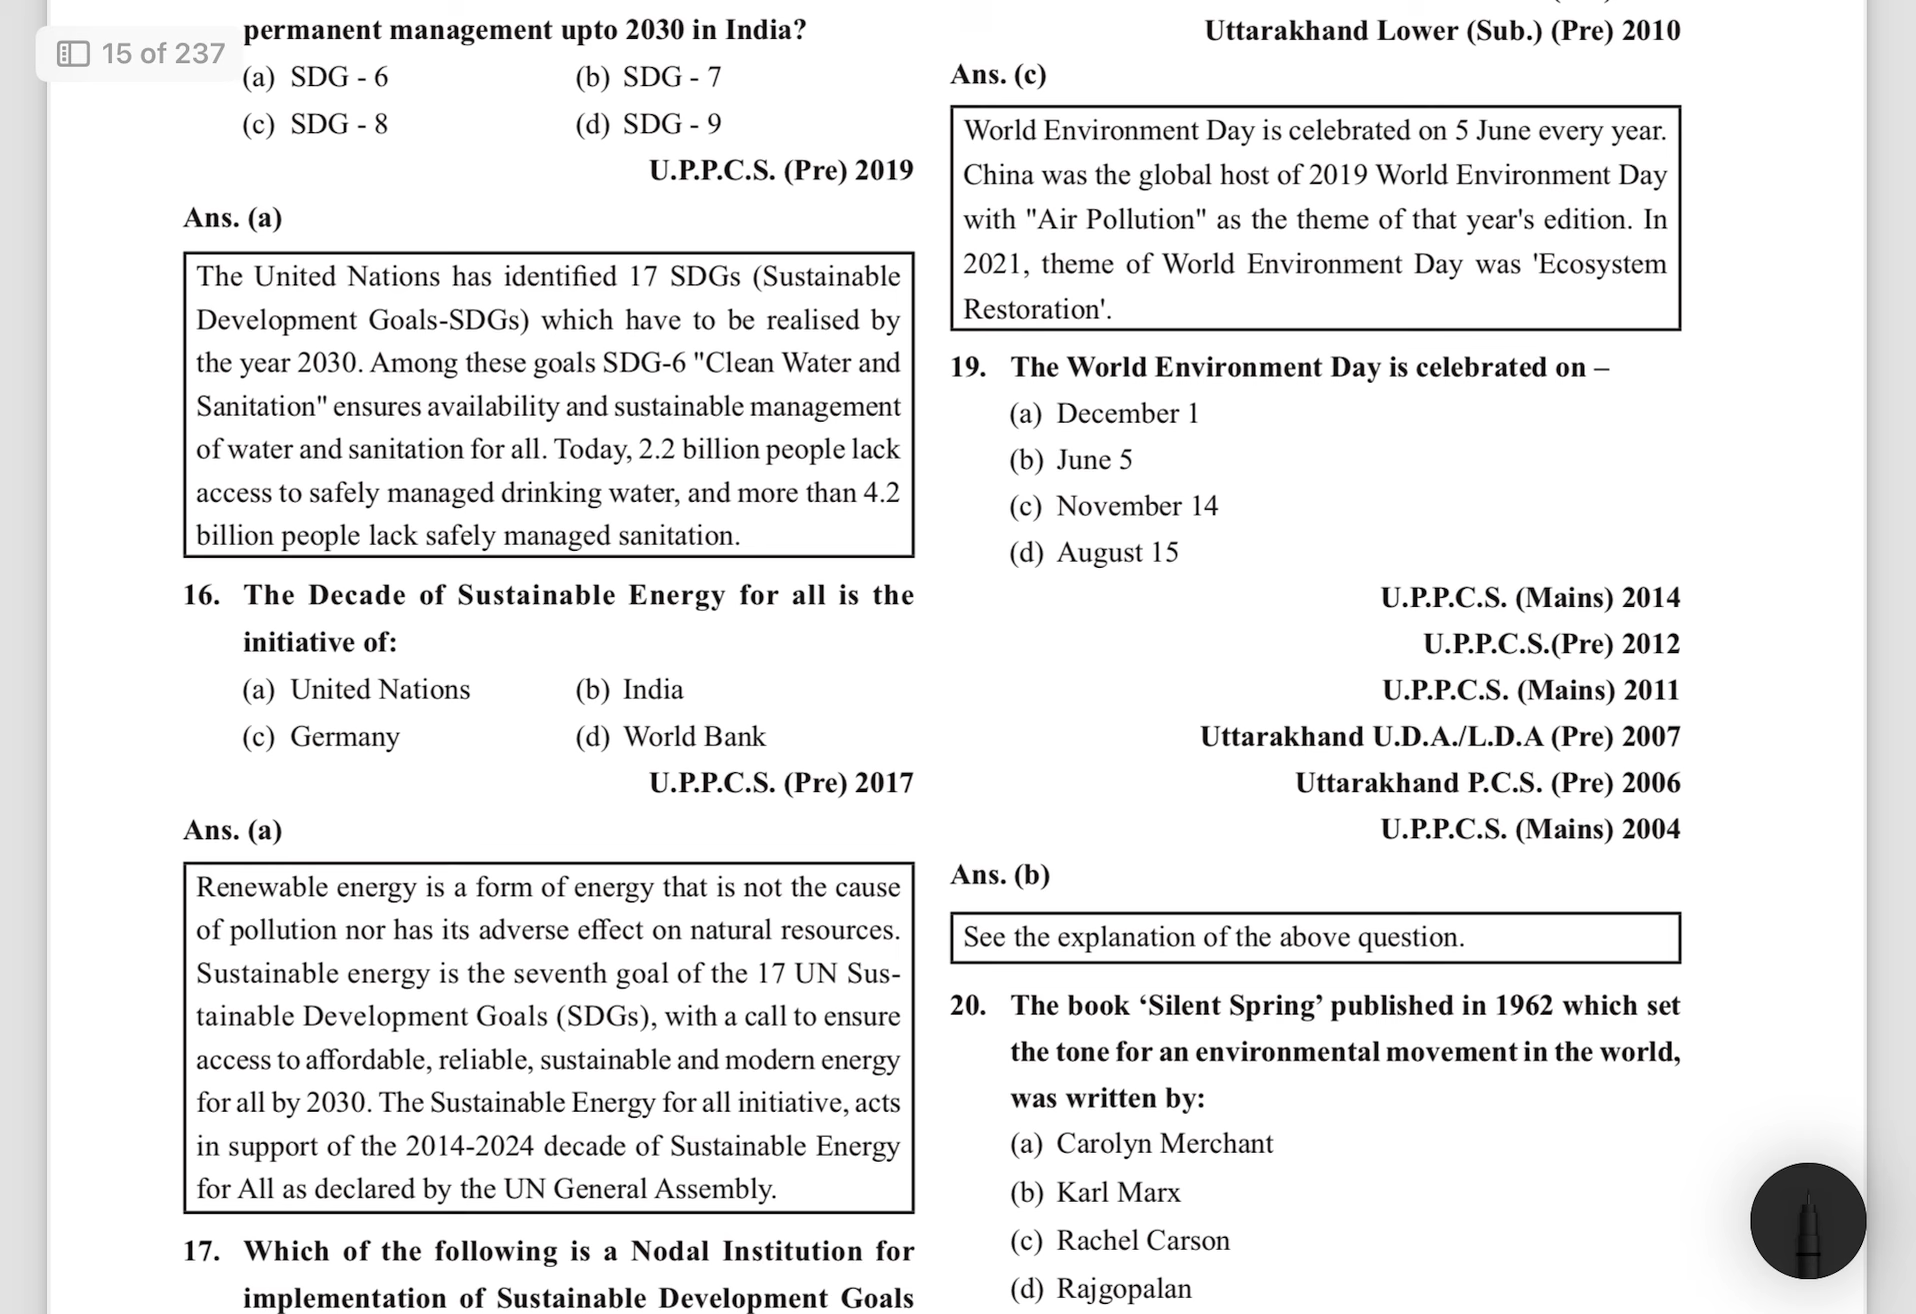 15 of 237
permanent management upto 2030 in India?
(a) SDG - 6 (b) SDG - 7
(c) SDG - 8 (d) SDG - 9
U.P.P.C.S. (Pre) 2019
Ans. (a)
The United Nations has identified 17 SDGs (Sustainable
Development Goals-SDGs) which have to be realised by
the year 2030. Among these goals SDG-6 "Clean Water and
Sanitation" ensures availability and sustainable management
of water and sanitation for all. Today, 2.2 billion people lack
access to safely managed drinking water, and more than 4.2
billion people lack safely managed sanitation.
16. The Decade of Sustainable Energy for all is the
initiative of:
(a) United Nations (b) India
(c) Germany (d) World Bank
U.P.P.C.S. (Pre) 2017
Ans. (a)
Renewable energy is a form of energy that is not the cause
of pollution nor has its adverse effect on natural resources.
Sustainable energy is the seventh goal of the 17 UN Sus-
tainable Development Goals (SDGs), with a call to ensure
access to affordable, reliable, sustainable and modern energy
for all by 2030. The Sustainable Energy for all initiative, acts
in support of the 2014-2024 decade of Sustainable Energy
for All as declared by the UN General Assembly.
17. Which of the following is a Nodal Institution for
implementation of Sustainable Development Goals
Uttarakhand Lower (Sub.) (Pre) 2010
Ans. (c)
World Environment Day is celebrated on 5 June every year.
China was the global host of 2019 World Environment Day
with "Air Pollution" as the theme of that year's edition. In
2021, theme of World Environment Day was 'Ecosystem
Restoration'.
19. The World Environment Day is celebrated on –
(a) December 1
(b) June 5
(c) November 14
(d) August 15
U.P.P.C.S. (Mains) 2014
U.P.P.C.S.(Pre) 2012
U.P.P.C.S. (Mains) 2011
Uttarakhand U.D.A./L.D.A (Pre) 2007
Uttarakhand P.C.S. (Pre) 2006
U.P.P.C.S. (Mains) 2004
Ans. (b)
See the explanation of the above question.
20. The book ‘Silent Spring’ published in 1962 which set
the tone for an environmental movement in the world,
was written by:
(a) Carolyn Merchant
(b) Karl Marx
(c) Rachel Carson
(d) Rajgopalan